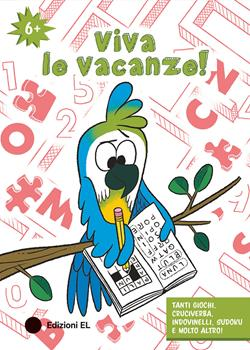 6+
Viva
le vacanze!
TANTI GIOCHI,
CRUCIVERBA,
INDOVINELLI, SUDOKU
E MOLTO ALTRO!
Edizioni EL